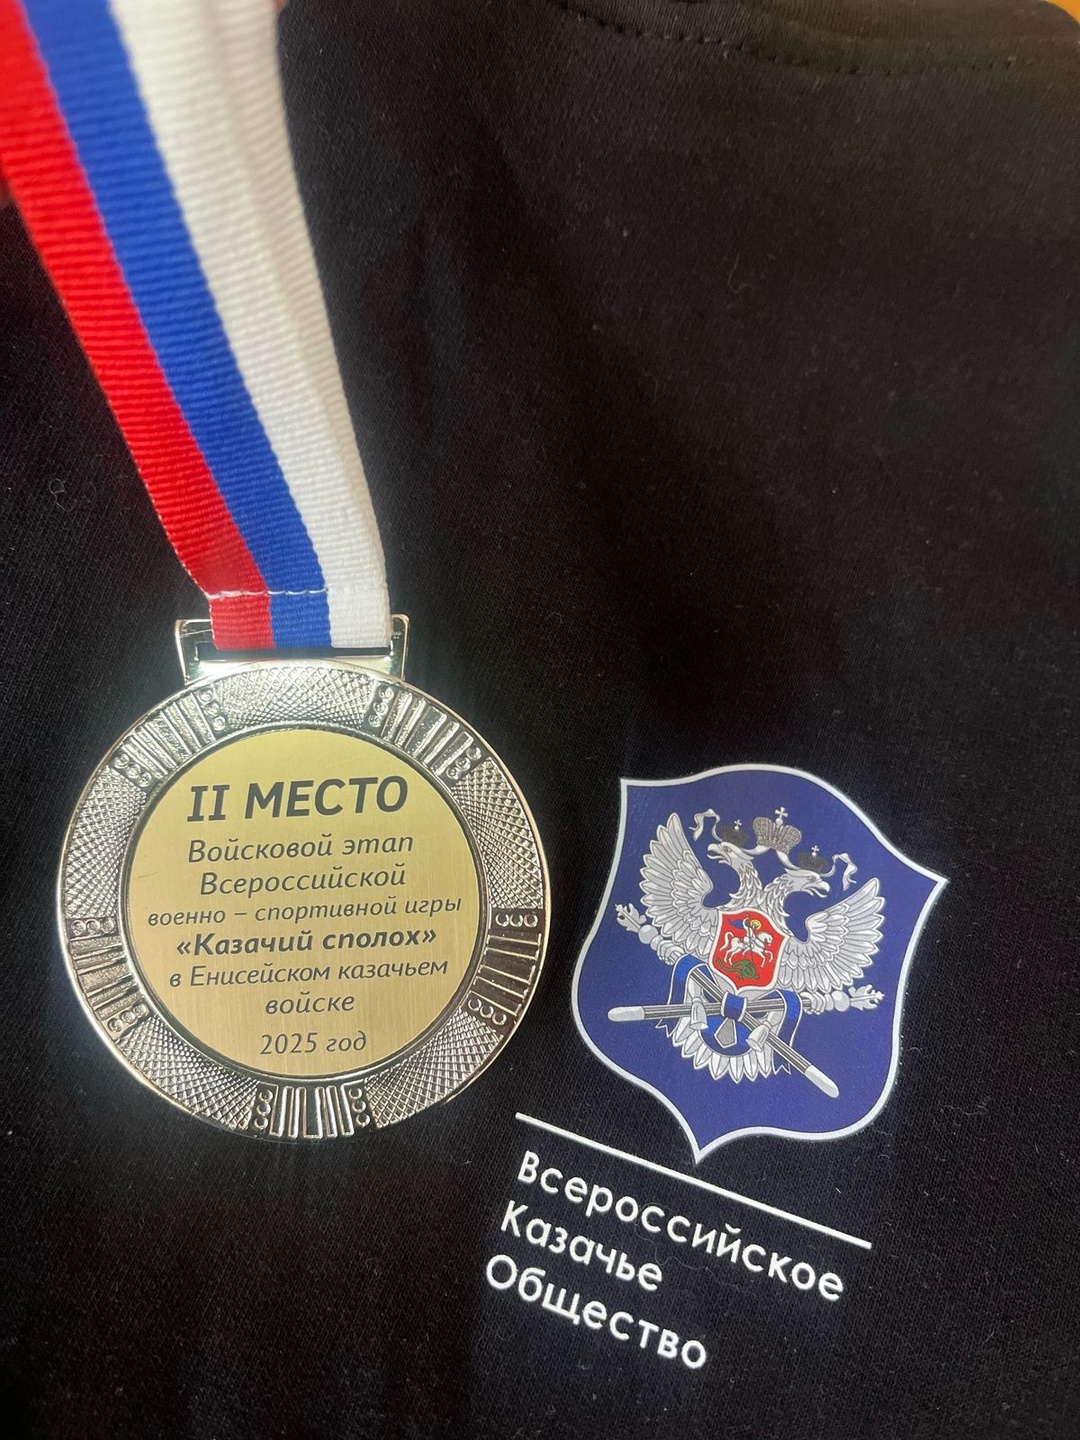 II МЕСТО
Войсковой этап
Всероссийской
военно – спортивной игры
«Казачий сполох»
в Енисейском казачьем
войске
2025 год
Всероссийское
Казачье
Общество